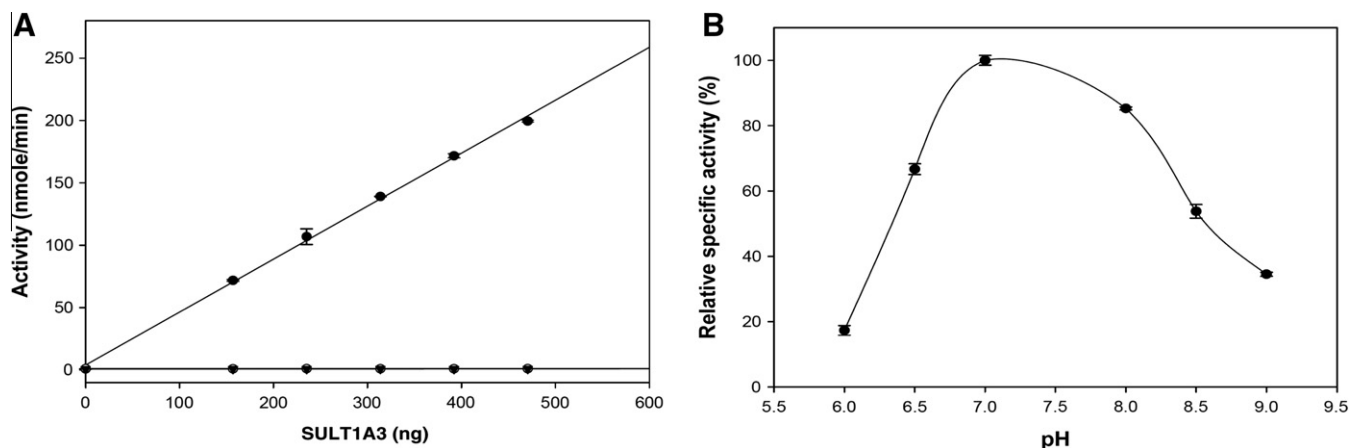 A
Activity (nmole/min)
250
200
150
100
50
0
0 100 200 300 400 500 600
SULT1A3 (ng)
B
Relative specific activity (%)
100
80
60
40
20
0
5.5 6.0 6.5 7.0 7.5 8.0 8.5 9.0 9.5
pH